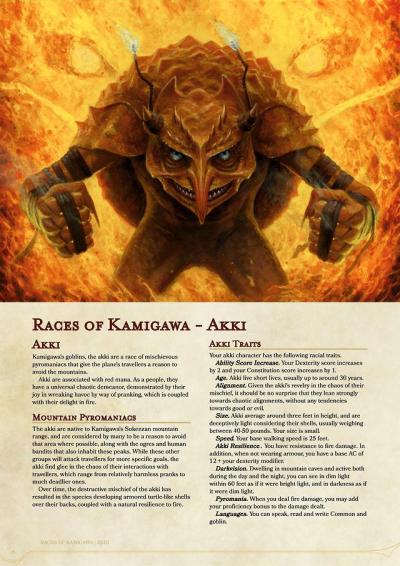 Races of Kamigawa – Akki
Akki
Kamigawa's goblins, the akki are a race of mischievous
pyromaniacs that give the plane's travellers a reason to
avoid the mountains.
Akki are associated with red mana. As a people, they
have a universal chaotic demeanor, demonstrated by their
joy in wreaking havoc by way of pranking, which is coupled
with their delight in fire.
Mountain Pyromaniacs
The akki are native to Kamigawa's Sokenzan mountain
range, and are considered by many to be a reason to avoid
that area where possible, along with the ogres and human
bandits that also inhabit these peaks. While these other
groups will attack travellers for more specific goals, the
akki find glee in the chaos of their interactions with
travellers, which range from relatively harmless pranks to
much deadlier ones.
Over time, the destructive mischief of the akki has
resulted in the species developing armored turtle-like shells
over their backs, coupled with a natural resilience to fire.
Akki Traits
Your akki character has the following racial traits.
Ability Score Increase. Your Dexterity score increases
by 2 and your Constitution score increases by 1.
Age. Akki live short lives, usually up to around 30 years.
Alignment. Given the akki's revelry in the chaos of their
mischief, it should be no surprise that they lean strongly
towards chaotic alignments, without any tendencies
towards good or evil.
Size. Akki average around three feet in height, and are
deceptively light considering their shells, usually weighing
between 40-50 pounds. Your size is small.
Speed. Your base walking speed is 25 feet.
Akki Resilience. You have resistance to fire damage. In
addition, when not wearing armour, you have a base AC of
12 + your dexterity modifier.
Darkvision. Dwelling in mountain caves and active both
during the day and the night, you can see in dim light
within 60 feet as if it were bright light, and in darkness as if
it were dim light.
Pyromania. When you deal fire damage, you may add
your proficiency bonus to the damage dealt.
Languages. You can speak, read and write Common and
goblin.
RACES OF KAMIGAWA | AKKI